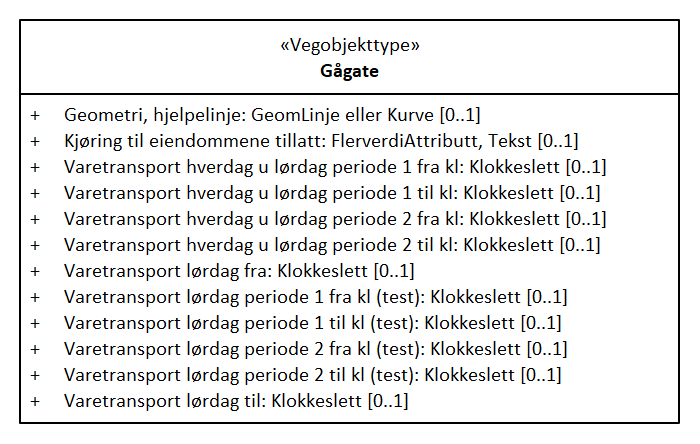 «Vegobjekttype»
Gågate
+ Geometri, hjelpelinje: GeomLinje eller Kurve [0..1]
+ Kjøring til eiendommene tillatt: FlerverdiAttributt, Tekst [0..1]
+ Varetransport hverdag u lørdag periode 1 fra kl: Klokkeslett [0..1]
+ Varetransport hverdag u lørdag periode 1 til kl: Klokkeslett [0..1]
+ Varetransport hverdag u lørdag periode 2 fra kl: Klokkeslett [0..1]
+ Varetransport hverdag u lørdag periode 2 til kl: Klokkeslett [0..1]
+ Varetransport lørdag fra: Klokkeslett [0..1]
+ Varetransport lørdag periode 1 fra kl (test): Klokkeslett [0..1]
+ Varetransport lørdag periode 1 til kl (test): Klokkeslett [0..1]
+ Varetransport lørdag periode 2 fra kl (test): Klokkeslett [0..1]
+ Varetransport lørdag periode 2 til kl (test): Klokkeslett [0..1]
+ Varetransport lørdag til: Klokkeslett [0..1]